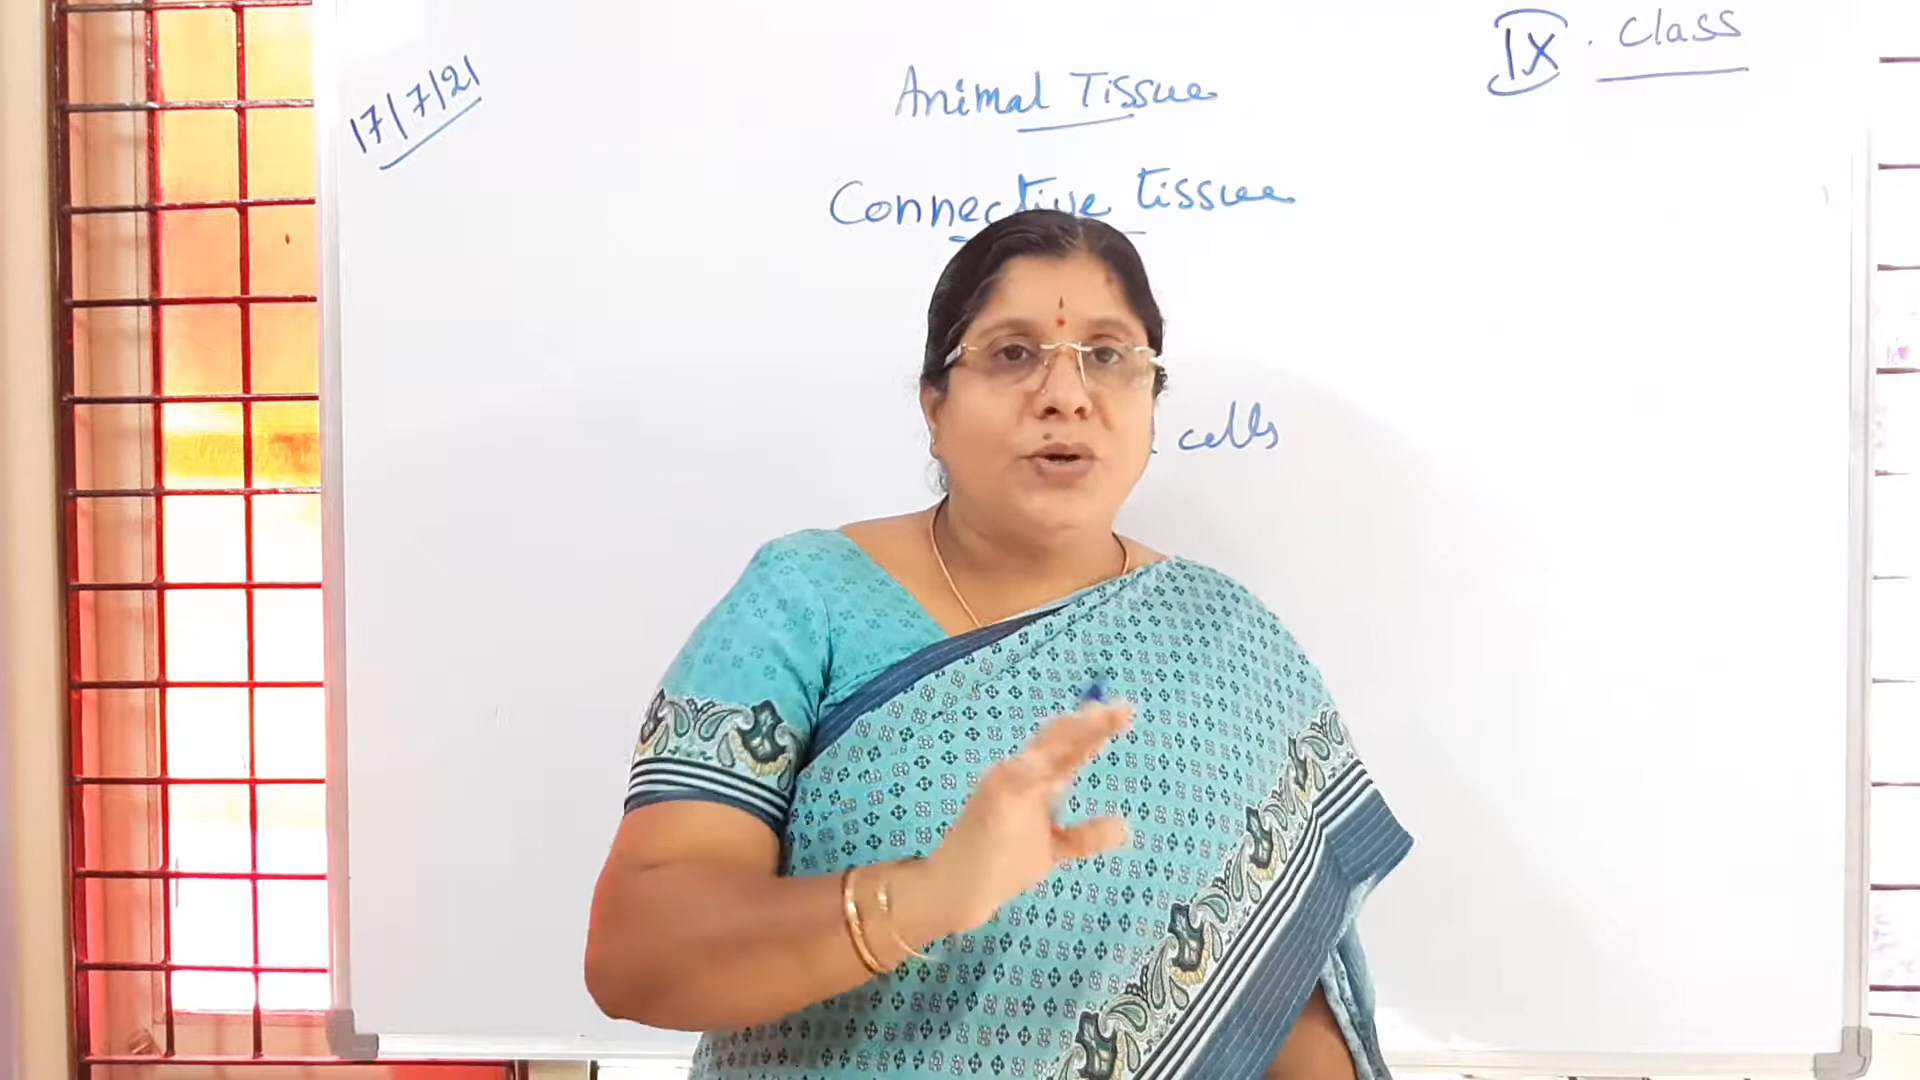 IX. Class
17/7/21
Animal Tissue
Connective tissue
cells